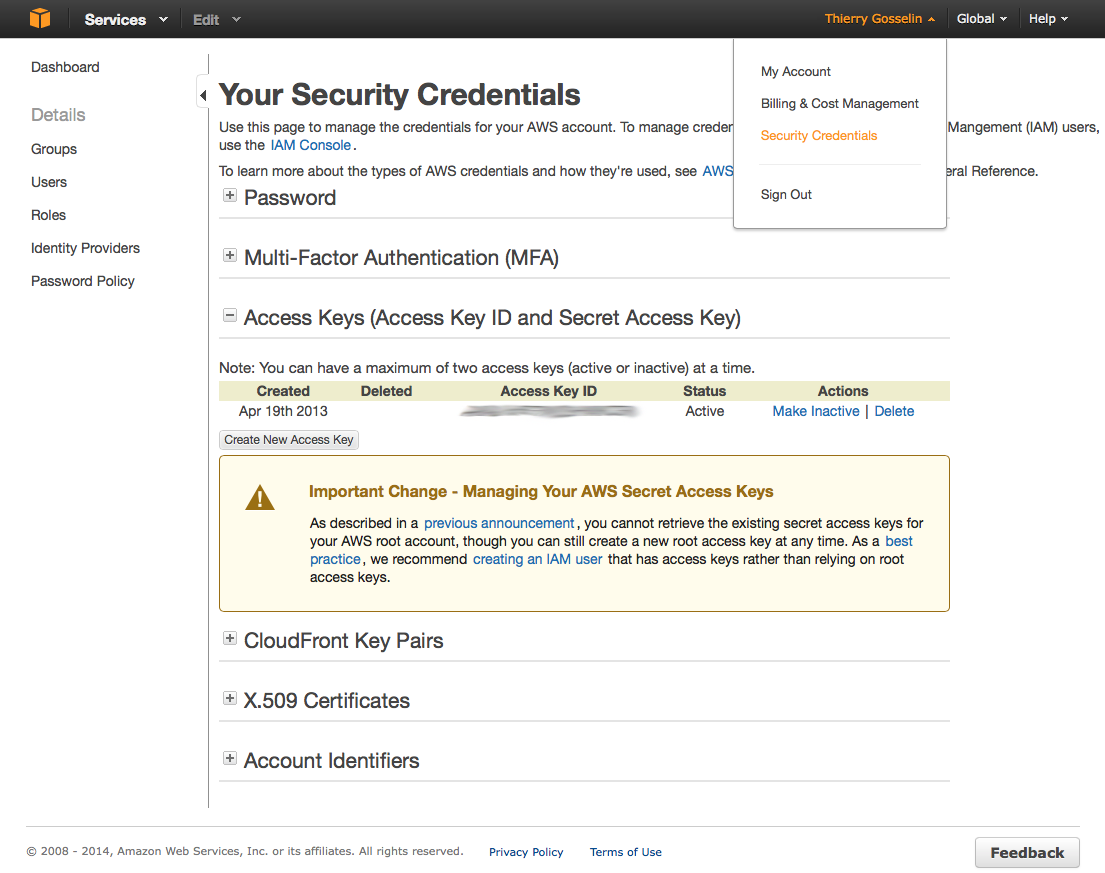 Services Edit Thierry Gosselin Global Help
My Account
Billing & Cost Management
Security Credentials
Sign Out
Dashboard
Details
Groups
Users
Roles
Identity Providers
Password Policy
Your Security Credentials
Use this page to manage the credentials for your AWS account. To manage Mangement (IAM) users,
use the IAM Console.
To learn more about the types of AWS credentials and how they're used, see AWS Reference.
Password
Multi-Factor Authentication (MFA)
Access Keys (Access Key ID and Secret Access Key)
Note: You can have a maximum of two access keys (active or inactive) at a time.
Created Deleted Access Key ID Status Actions
Apr 19th 2013 Active Make Inactive | Delete
Create New Access Key
Important Change - Managing Your AWS Secret Access Keys
As described in a previous announcement, you cannot retrieve the existing secret access keys for
your AWS root account, though you can still create a new root access key at any time. As a best
practice, we recommend creating an IAM user that has access keys rather than relying on root
access keys.
CloudFront Key Pairs
X.509 Certificates
Account Identifiers
© 2008 - 2014, Amazon Web Services, Inc. or its affiliates. All rights reserved. Privacy Policy Terms of Use
Feedback